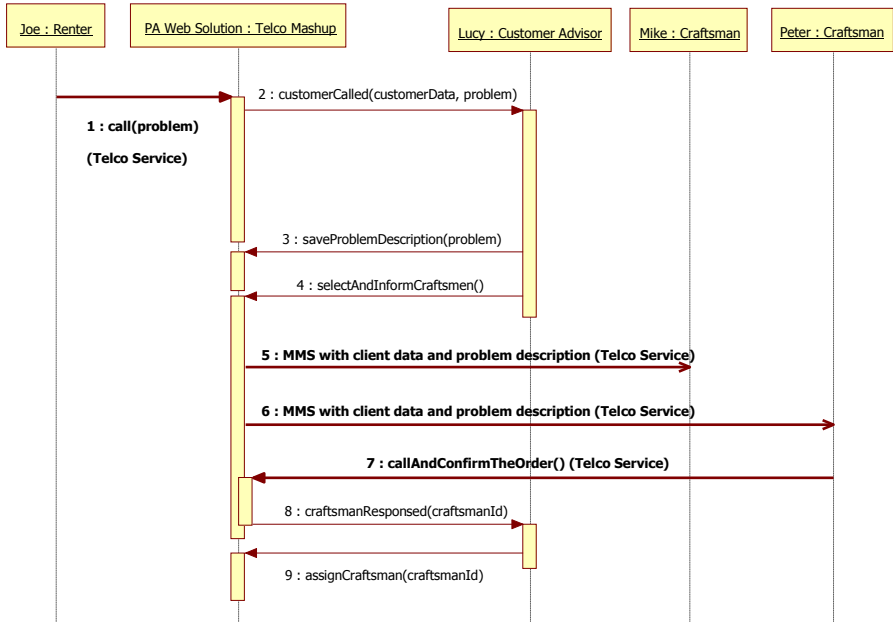 Joe : Renter
PA Web Solution : Telco Mashup
Lucy : Customer Advisor
Mike : Craftsman
Peter : Craftsman
2 : customerCalled(customerData, problem)
1 : call(problem)
(Telco Service)
3 : saveProblemDescription(problem)
4 : selectAndInformCraftsmen()
5 : MMS with client data and problem description (Telco Service)
6 : MMS with client data and problem description (Telco Service)
7 : callAndConfirmTheOrder() (Telco Service)
8 : craftsmanResponsed(craftsmanId)
9 : assignCraftsman(craftsmanId)